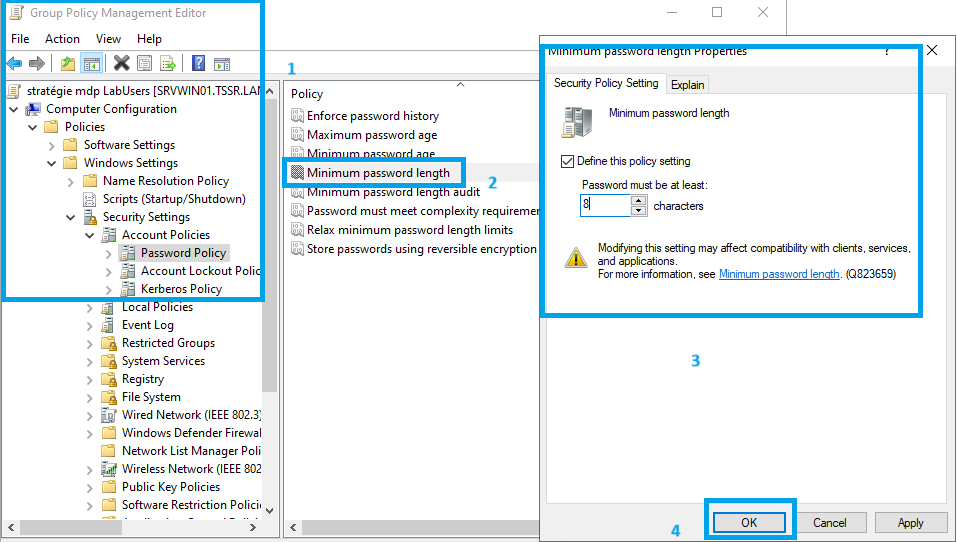 Group Policy Management Editor
File Action View Help
1
stratégie mdp LabUsers [SRVWIN01.TSSR.LAN
Computer Configuration
Policies
Software Settings
Windows Settings
Name Resolution Policy
Scripts (Startup/Shutdown)
Security Settings
Account Policies
Password Policy
Account Lockout Polic
Kerberos Policy
Local Policies
Event Log
Restricted Groups
System Services
Registry
File System
Wired Network (IEEE 802.3)
Windows Defender Firewal
Network List Manager Poli
Wireless Network (IEEE 802
Public Key Policies
Software Restriction Policie
Policy
Enforce password history
Maximum password age
Minimum password age
Minimum password length
2
Minimum password length audit
Password must meet complexity requiremen
Relax minimum password length limits
Store passwords using reversible encryption
Minimum password length Properties
?
Security Policy Setting Explain
Minimum password length
Define this policy setting
Password must be at least:
8 characters
Modifying this setting may affect compatibility with clients, services,
and applications.
For more information, see Minimum password length. (Q823659)
3
4
OK Cancel Apply